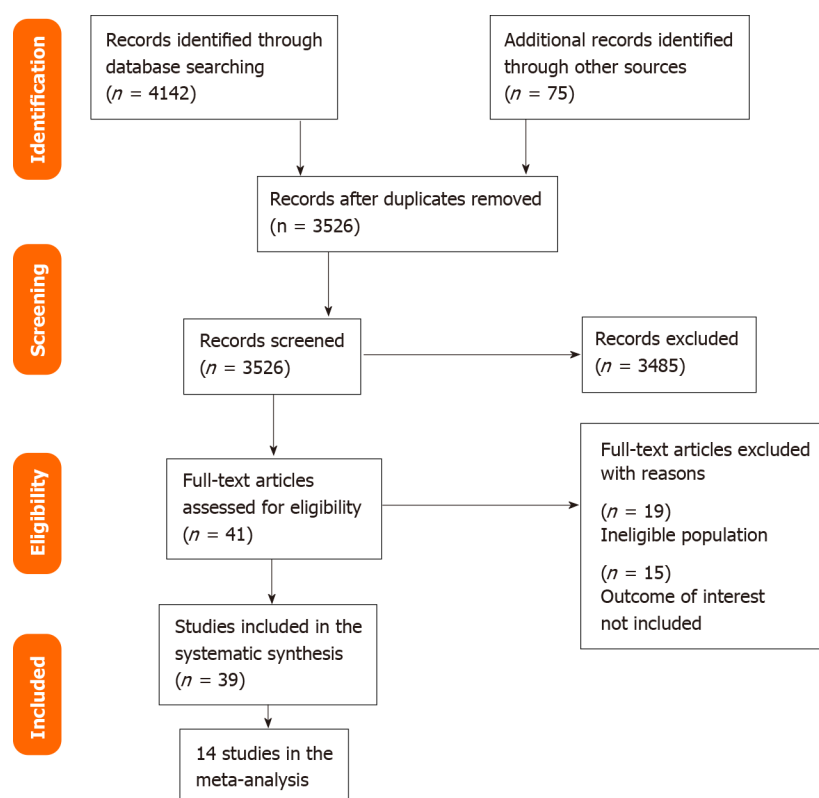 Identification
Records identified through
database searching
(n = 4142)
Additional records identified
through other sources
(n = 75)
Records after duplicates removed
(n = 3526)
Screening
Records screened
(n = 3526)
Records excluded
(n = 3485)
Eligibility
Full-text articles
assessed for eligibility
(n = 41)
Full-text articles excluded
with reasons
(n = 19)
Ineligible population
(n = 15)
Outcome of interest
not included
Included
Studies included in the
systematic synthesis
(n = 39)
14 studies in the
meta-analysis